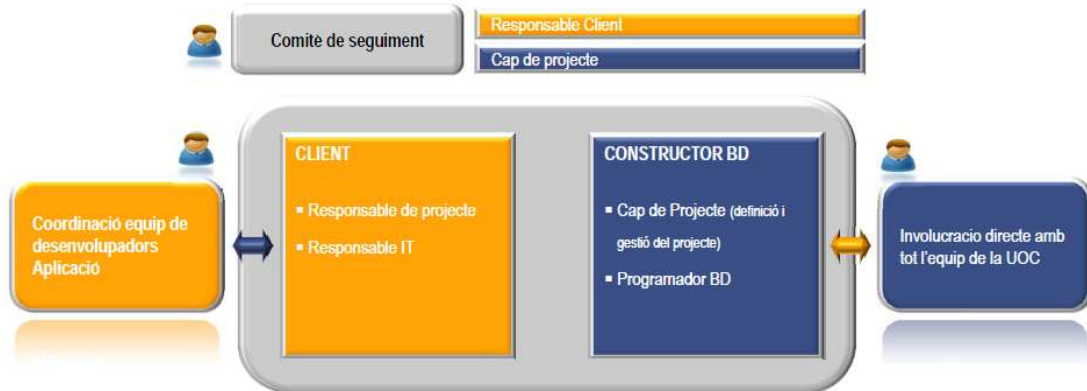 Comitè de seguiment
Responsable Client
Cap de projecte
CLIENT
▪ Responsable de projecte
▪ Responsable IT
CONSTRUCTOR BD
▪ Cap de Projecte (definició i
gestió del projecte)
▪ Programador BD
Coordinació equip de
desenvolupadors
Aplicació
Involucracio directe amb
tot l'equip de la UOC